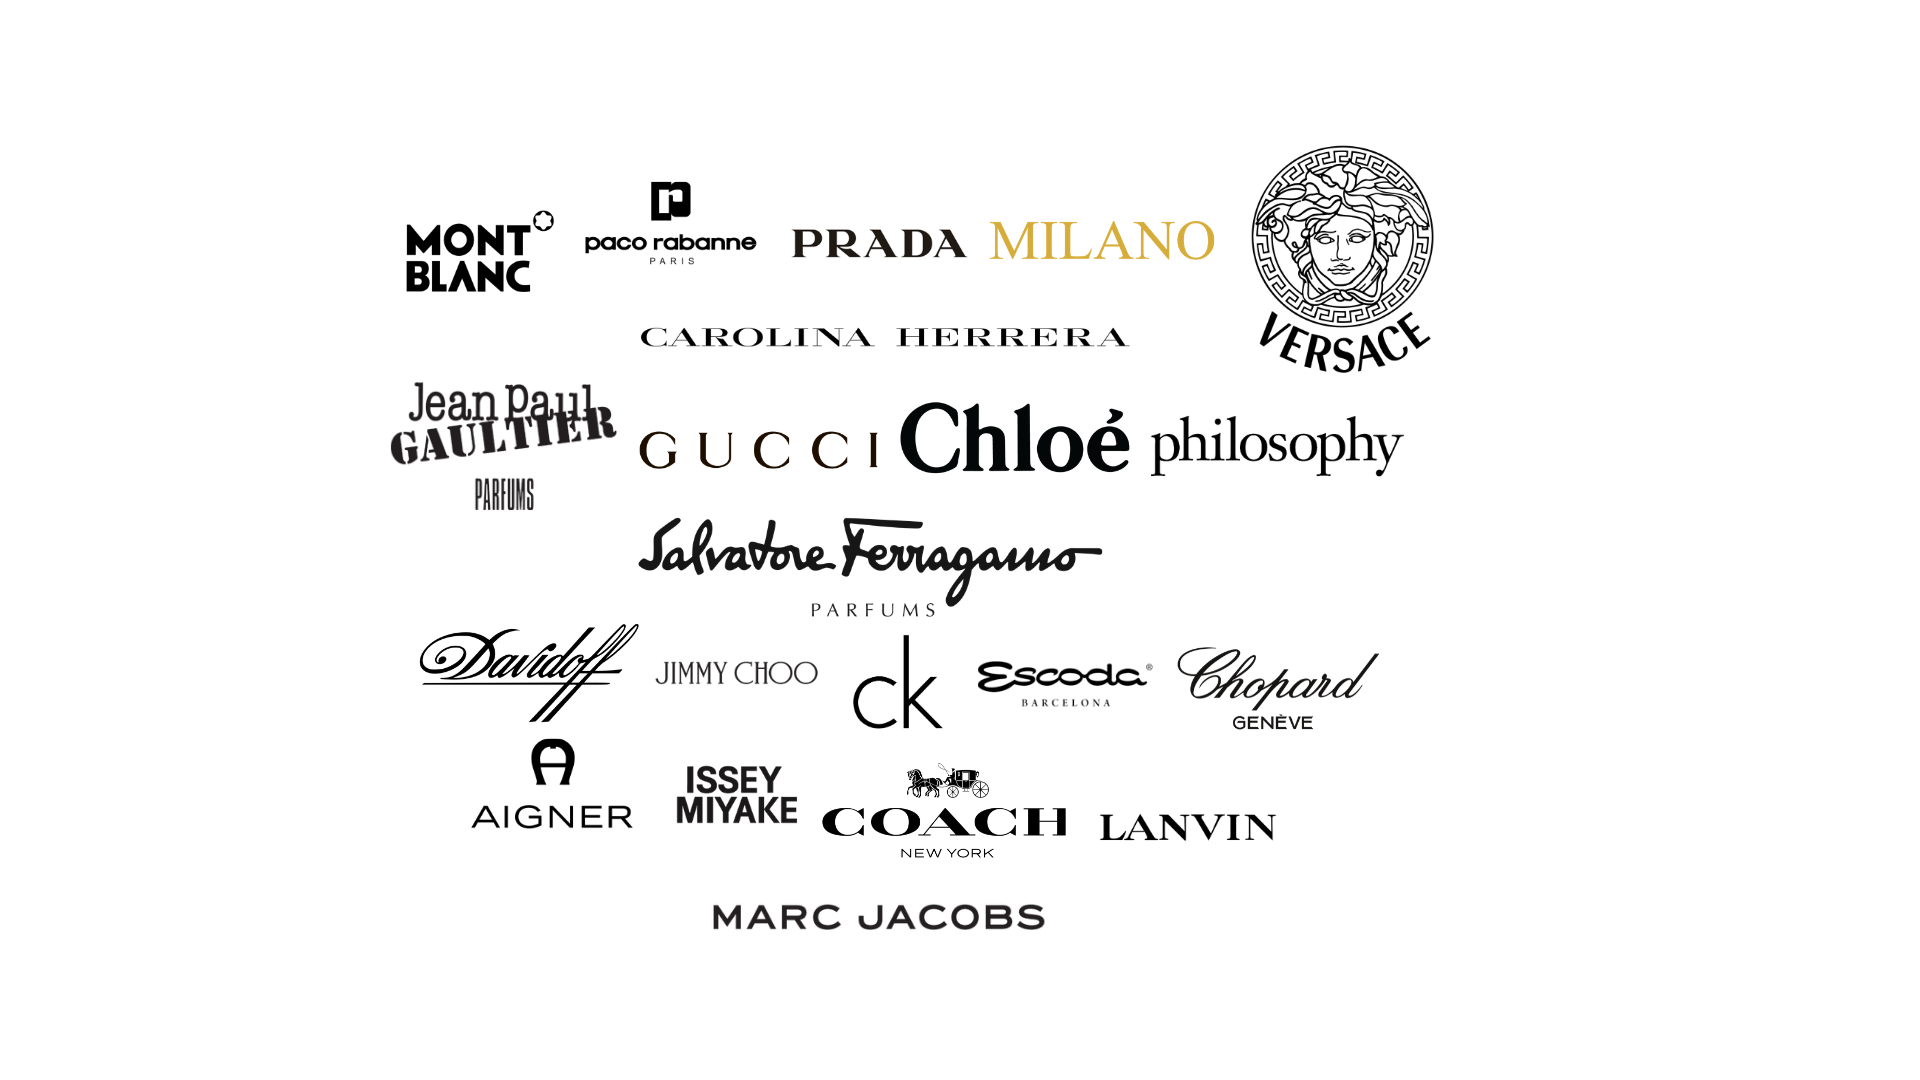 MONT
BLANC
paco rabanne
PARIS
PRADA MILANO
VERSACE
CAROLINA HERRERA
Jean Paul
GAULTIER
PARFUMS
GUCCI
Chloé
philosophy
Salvatore Ferragamo
PARFUMS
Davidoff
JIMMY CHOO
ck
Escoda®
BARCELONA
Chopard
GENÈVE
A
AIGNER
ISSEY
MIYAKE
COACH
NEW YORK
LANVIN
MARC JACOBS